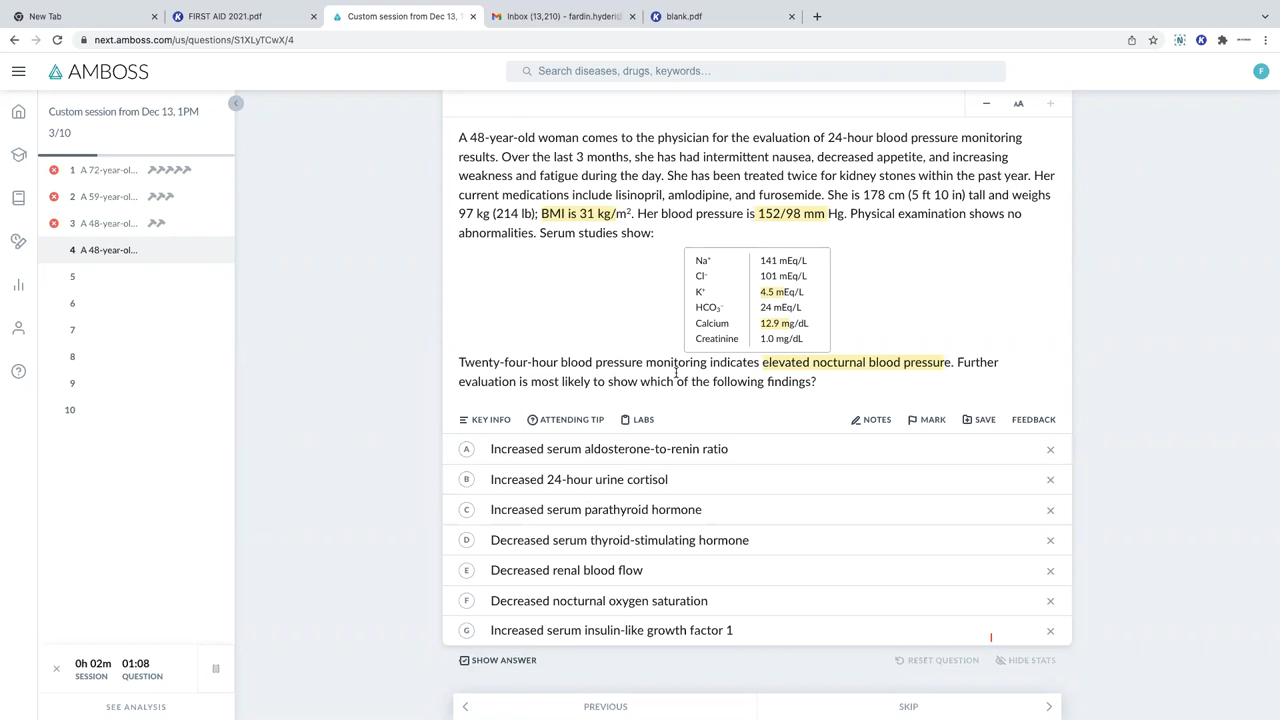 New Tab
FIRST AID 2021.pdf
Custom session from Dec 13, 1
Inbox (13,210) - fardin.hyderi
blank.pdf
next.amboss.com/us/questions/S1XLyTCwX/4
AMBOSS
Search diseases, drugs, keywords…
F
Custom session from Dec 13, 1PM
3/10
1 A 72-year-ol...
2 A 59-year-ol...
3 A 48-year-ol...
4 A 48-year-ol...
5
6
7
8
9
10
0h 02m 01:08
SESSION QUESTION
SEE ANALYSIS
AA
A 48-year-old woman comes to the physician for the evaluation of 24-hour blood pressure monitoring
results. Over the last 3 months, she has had intermittent nausea, decreased appetite, and increasing
weakness and fatigue during the day. She has been treated twice for kidney stones within the past year. Her
current medications include lisinopril, amlodipine, and furosemide. She is 178 cm (5 ft 10 in) tall and weighs
97 kg (214 lb); BMI is 31 kg/m². Her blood pressure is 152/98 mm Hg. Physical examination shows no
abnormalities. Serum studies show:
Na⁺ 141 mEq/L
Cl⁻ 101 mEq/L
K⁺ 4.5 mEq/L
HCO₃⁻ 24 mEq/L
Calcium 12.9 mg/dL
Creatinine 1.0 mg/dL
Twenty-four-hour blood pressure monitoring indicates elevated nocturnal blood pressure. Further
evaluation is most likely to show which of the following findings?
KEY INFO ATTENDING TIP LABS NOTES MARK SAVE FEEDBACK
A Increased serum aldosterone-to-renin ratio
B Increased 24-hour urine cortisol
C Increased serum parathyroid hormone
D Decreased serum thyroid-stimulating hormone
E Decreased renal blood flow
F Decreased nocturnal oxygen saturation
G Increased serum insulin-like growth factor 1
SHOW ANSWER RESET QUESTION HIDE STATS
PREVIOUS SKIP